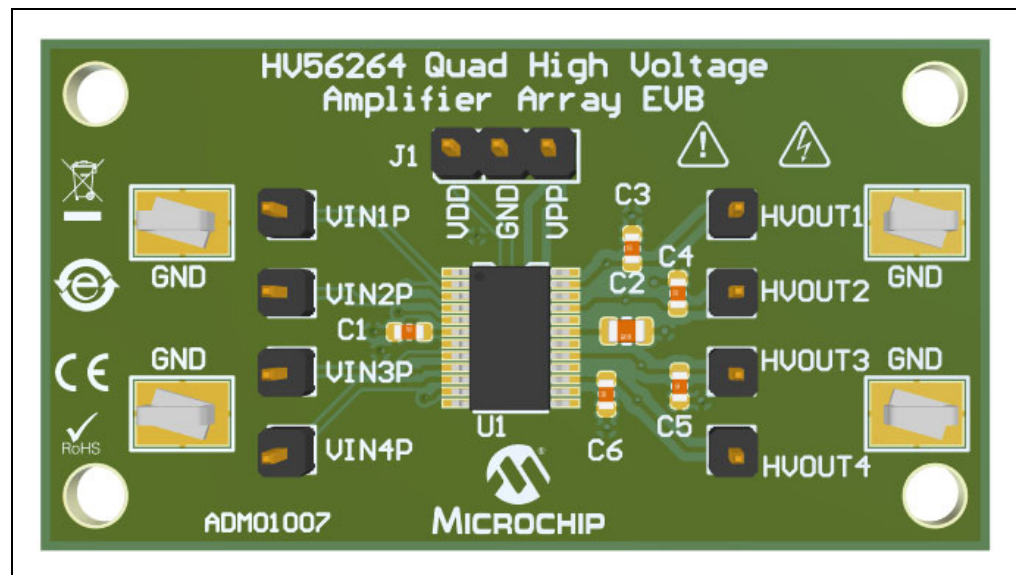 HV56264 Quad High Voltage
Amplifier Array EVB
J1
VDD
GND
VPP
C3
VIN1P
HVOUT1
GND
C4
C2
VIN2P
HVOUT2
C1
GND
GND
VIN3P
HVOUT3
CE
U1
C5
C6
RoHS
VIN4P
HVOUT4
ADM01007
MICROCHIP